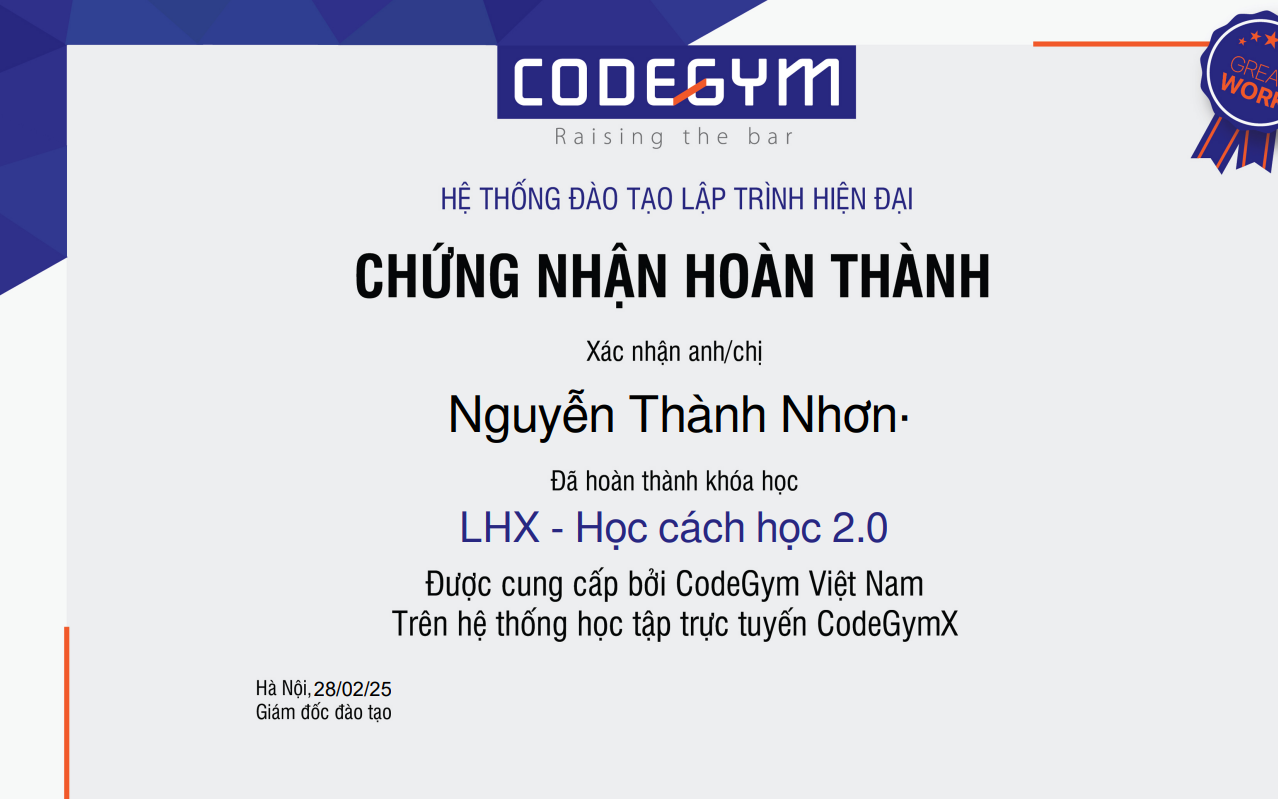 CODEGYM
Raising the bar
GREA
WORK
HỆ THỐNG ĐÀO TẠO LẬP TRÌNH HIỆN ĐẠI
CHỨNG NHẬN HOÀN THÀNH
Xác nhận anh/chị
Nguyễn Thành Nhơn·
Đã hoàn thành khóa học
LHX - Học cách học 2.0
Được cung cấp bởi CodeGym Việt Nam
Trên hệ thống học tập trực tuyến CodeGymX
Hà Nội, 28/02/25
Giám đốc đào tạo